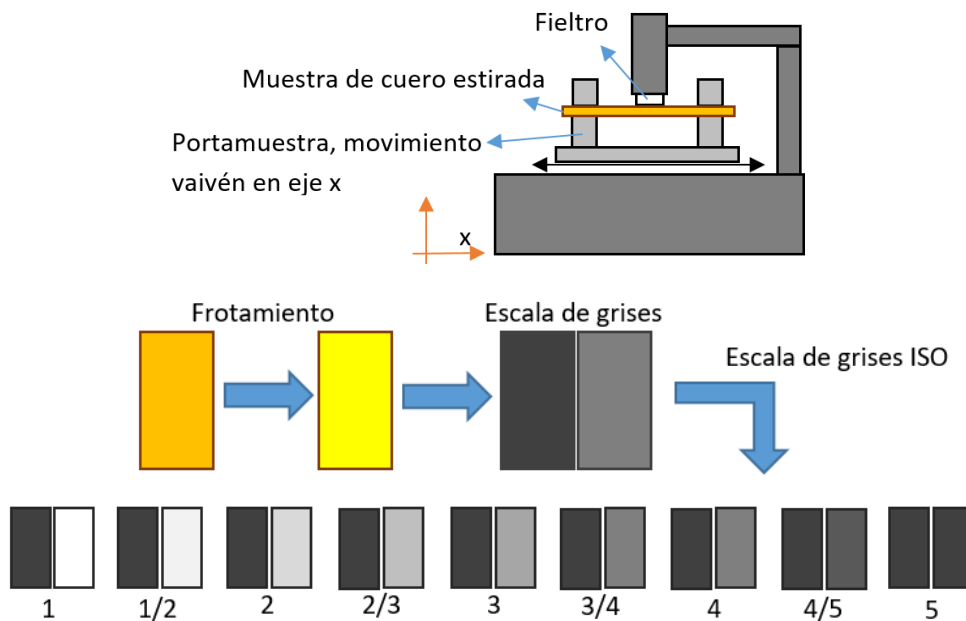 Fieltro
Muestra de cuero estirada
Portamuestra, movimiento
vaivén en eje x
x
Frotamiento
Escala de grises
Escala de grises ISO
1
1/2
2
2/3
3
3/4
4
4/5
5